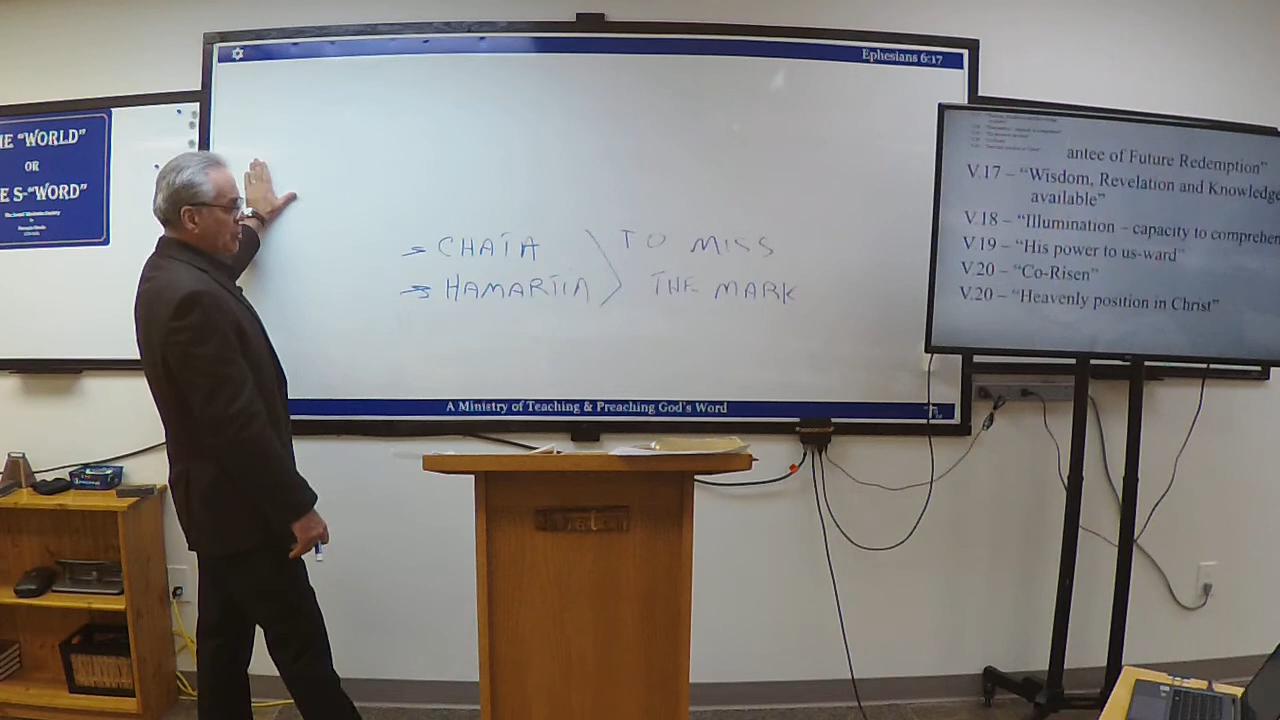 Ephesians 6:17
HE "WORLD"
OR
E S-"WORD"
CHATA
TO MISS
HAMARTIA
THE MARK
antee of Future Redemption"
V.17 – "Wisdom, Revelation and Knowledge
available"
V.18 – "Illumination – capacity to comprehen
V.19 – "His power to us-ward"
V.20 – "Co-Risen"
V.20 – "Heavenly position in Christ"
A Ministry of Teaching & Preaching God's Word